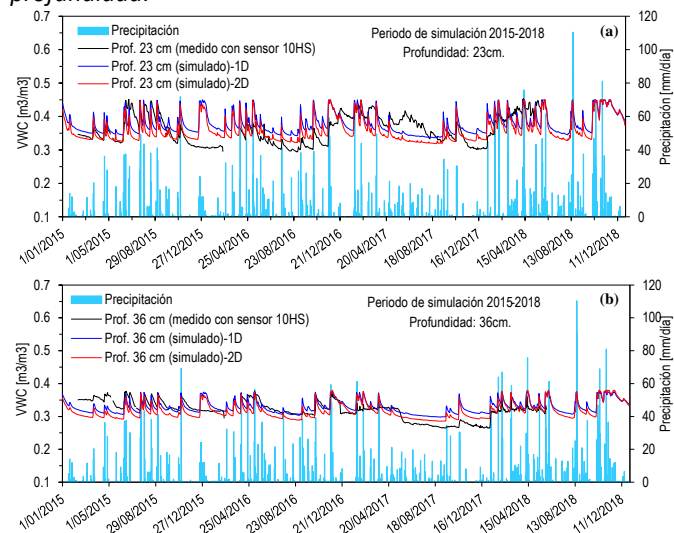 profundidad.
0.7
0.6
0.5
0.4
0.3
0.2
0.1
VWC [m3/m3]
Precipitación
Prof. 23 cm (medido con sensor 10HS)
Prof. 23 cm (simulado)-1D
Prof. 23 cm (simulado)-2D
Periodo de simulación 2015-2018
(a)
Profundidad: 23cm.
120
100
80
60
40
20
0
Precipitación [mm/día]
1/01/2015
1/05/2015
29/08/2015
27/12/2015
25/04/2016
23/08/2016
21/12/2016
20/04/2017
18/08/2017
16/12/2017
15/04/2018
13/08/2018
11/12/2018
0.7
0.6
0.5
0.4
0.3
0.2
0.1
VWC [m3/m3]
Precipitación
Prof. 36 cm (medido con sensor 10HS)
Prof. 36 cm (simulado)-1D
Prof. 36 cm (simulado)-2D
Periodo de simulación 2015-2018
(b)
Profundidad: 36cm.
120
100
80
60
40
20
0
Precipitación [mm/día]
1/01/2015
1/05/2015
29/08/2015
27/12/2015
25/04/2016
23/08/2016
21/12/2016
20/04/2017
18/08/2017
16/12/2017
15/04/2018
13/08/2018
11/12/2018